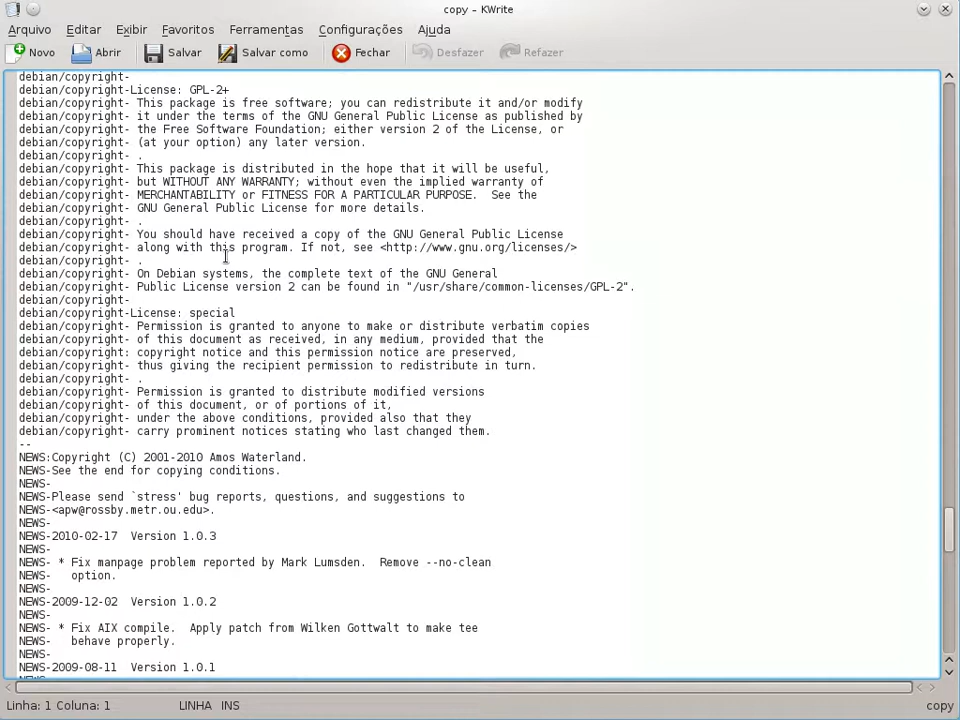 copy – KWrite
Arquivo Editar Exibir Favoritos Ferramentas Configurações Ajuda
Novo Abrir Salvar Salvar como Fechar Desfazer Refazer
debian/copyright-
debian/copyright-License: GPL-2+
debian/copyright- This package is free software; you can redistribute it and/or modify
debian/copyright- it under the terms of the GNU General Public License as published by
debian/copyright- the Free Software Foundation; either version 2 of the License, or
debian/copyright- (at your option) any later version.
debian/copyright- .
debian/copyright- This package is distributed in the hope that it will be useful,
debian/copyright- but WITHOUT ANY WARRANTY; without even the implied warranty of
debian/copyright- MERCHANTABILITY or FITNESS FOR A PARTICULAR PURPOSE.  See the
debian/copyright- GNU General Public License for more details.
debian/copyright- .
debian/copyright- You should have received a copy of the GNU General Public License
debian/copyright- along with this program. If not, see <http://www.gnu.org/licenses/>
debian/copyright- .
debian/copyright- On Debian systems, the complete text of the GNU General
debian/copyright- Public License version 2 can be found in "/usr/share/common-licenses/GPL-2".
debian/copyright-
debian/copyright-License: special
debian/copyright- Permission is granted to anyone to make or distribute verbatim copies
debian/copyright- of this document as received, in any medium, provided that the
debian/copyright: copyright notice and this permission notice are preserved,
debian/copyright- thus giving the recipient permission to redistribute in turn.
debian/copyright- .
debian/copyright- Permission is granted to distribute modified versions
debian/copyright- of this document, or of portions of it,
debian/copyright- under the above conditions, provided also that they
debian/copyright- carry prominent notices stating who last changed them.
--
NEWS:Copyright (C) 2001-2010 Amos Waterland.
NEWS-See the end for copying conditions.
NEWS-
NEWS-Please send `stress' bug reports, questions, and suggestions to
NEWS-<apw@rossby.metr.ou.edu>.
NEWS-
NEWS-2010-02-17  Version 1.0.3
NEWS-
NEWS- * Fix manpage problem reported by Mark Lumsden.  Remove --no-clean
NEWS-   option.
NEWS-
NEWS-2009-12-02  Version 1.0.2
NEWS-
NEWS- * Fix AIX compile.  Apply patch from Wilken Gottwalt to make tee
NEWS-   behave properly.
NEWS-
NEWS-2009-08-11  Version 1.0.1
Linha: 1 Coluna: 1 LINHA INS copy